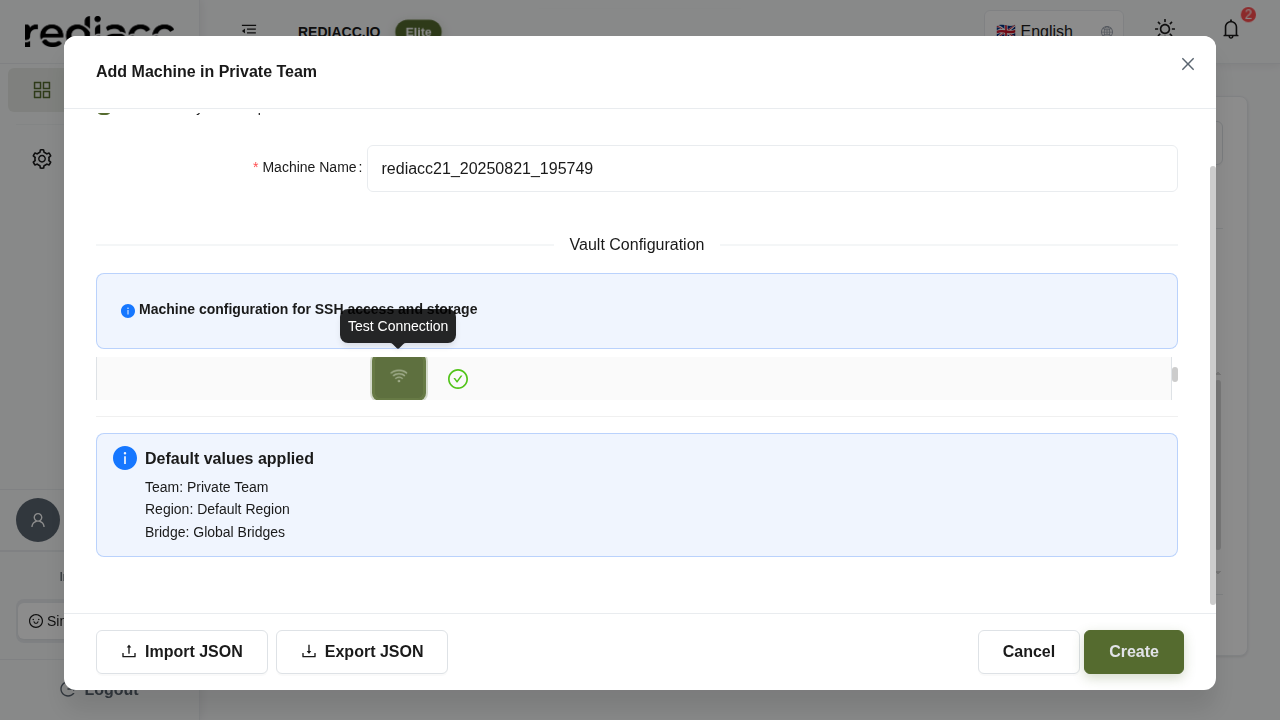 rediacc
REDIACC.IO
Elite
English
2
Add Machine in Private Team
* Machine Name :
rediacc21_20250821_195749
Vault Configuration
Machine configuration for SSH access and storage
Test Connection
Default values applied
Team: Private Team
Region: Default Region
Bridge: Global Bridges
Import JSON
Export JSON
Cancel
Create
Logout